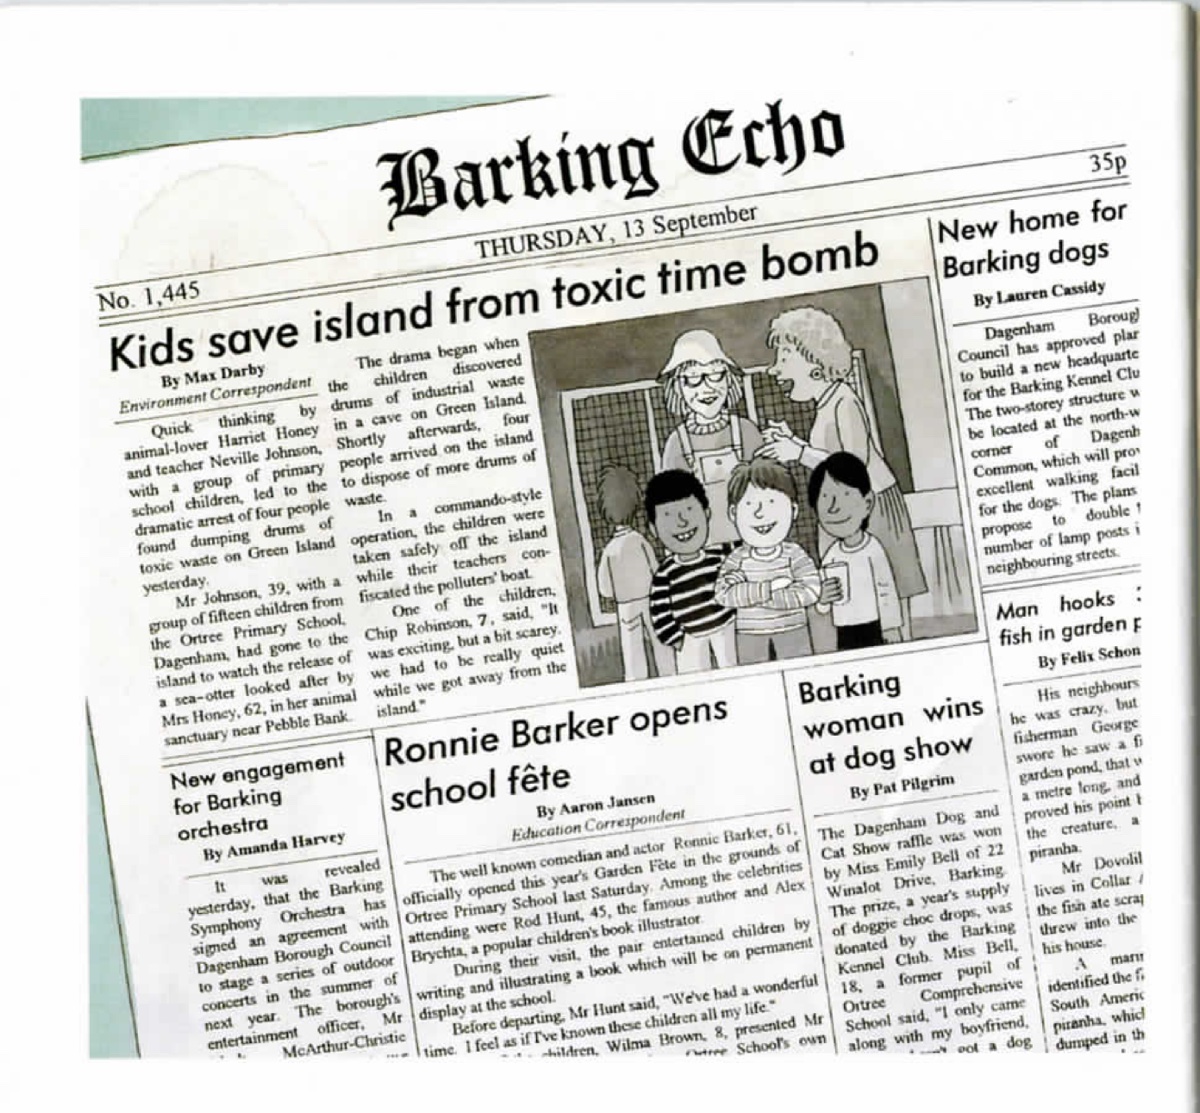 Barking Echo
35p
THURSDAY, 13 September
No. 1,445
Kids save island from toxic time bomb
By Max Darby
Environment Correspondent
Quick thinking by
animal-lover Harriet Honey
and teacher Neville Johnson,
with a group of primary
school children, led to the
dramatic arrest of four people
found dumping drums of
toxic waste on Green Island
yesterday.
Mr Johnson, 39, with a
group of fifteen children from
the Ortree Primary School,
Dagenham, had gone to the
island to watch the release of
a sea-otter looked after by
Mrs Honey, 62, in her animal
sanctuary near Pebble Bank.
The drama began when
the children discovered
drums of industrial waste
in a cave on Green Island.
Shortly afterwards, four
people arrived on the island
to dispose of more drums of
waste.
In a commando-style
operation, the children were
taken safely off the island
while their teachers con-
fiscated the polluters' boat.
One of the children,
Chip Robinson, 7, said, "It
was exciting, but a bit scarey.
we had to be really quiet
while we got away from the
island."
New home for
Barking dogs
By Lauren Cassidy
Dagenham Boroug
Council has approved plan
to build a new headquarte
for the Barking Kennel Clu
The two-storey structure w
be located at the north-w
corner of Dagenh
Common, which will pro
excellent walking facil
for the dogs. The plans
propose to double
number of lamp posts i
neighbouring streets.
Man hooks
fish in garden p
By Felix Schon
His neighbours
he was crazy, but
fisherman George
swore he saw a fi
garden pond, that w
a metre long, and
proved his point
the creature, a
piranha.
Mr Dovolil
lives in Collar
the fish ate scrap
threw into the
his house.
A mar
identified the f
South Americ
piranha, which
dumped in th
New engagement
for Barking
orchestra
By Amanda Harvey
It was revealed
yesterday, that the Barking
Symphony Orchestra has
signed an agreement with
Dagenham Borough Council
to stage a series of outdoor
concerts in the summer of
next year. The borough's
entertainment officer, Mr
McArthur-Christie
Ronnie Barker opens
school fête
By Aaron Jansen
Education Correspondent
The well known comedian and actor Ronnie Barker, 61,
officially opened this year's Garden Fête in the grounds of
Ortree Primary School last Saturday. Among the celebrities
attending were Rod Hunt, 45, the famous author and Alex
Brychta, a popular children's book illustrator.
During their visit, the pair entertained children by
writing and illustrating a book which will be on permanent
display at the school.
Before departing, Mr Hunt said, "We've had a wonderful
time. I feel as if I've known these children all my life."
children, Wilma Brown, 8, presented Mr
Ortree School's own
Barking
woman wins
at dog show
By Pat Pilgrim
The Dagenham Dog and
Cat Show raffle was won
by Miss Emily Bell of 22
Winalot Drive, Barking.
The prize, a year's supply
of doggie choc drops, was
donated by the Barking
Kennel Club. Miss Bell,
18, a former pupil of
Ortree Comprehensive
School said, "I only came
along with my boyfriend,
got a dog